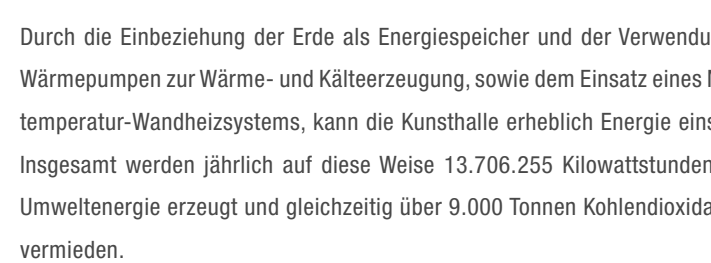 Durch die Einbeziehung der Erde als Energiespeicher und der Verwendu
Wärmepumpen zur Wärme- und Kälteerzeugung, sowie dem Einsatz eines
temperatur-Wandheizsystems, kann die Kunsthalle erheblich Energie eins
Insgesamt werden jährlich auf diese Weise 13.706.255 Kilowattstunden
Umweltenergie erzeugt und gleichzeitig über 9.000 Tonnen Kohlendioxida
vermieden.